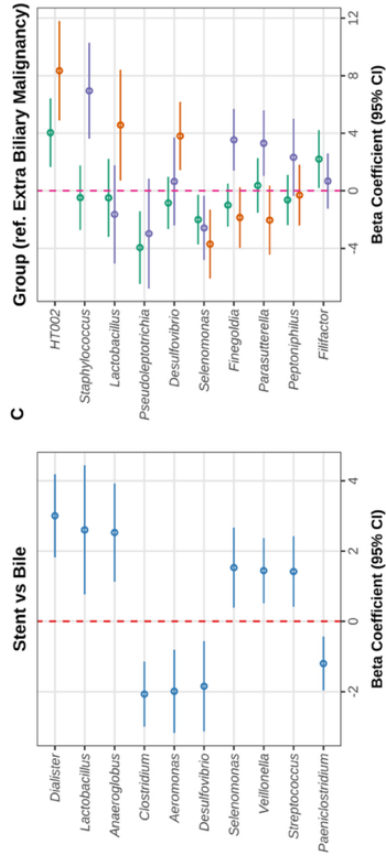 Stent vs Bile
Dialister
Lactobacillus
Anaeroglobus
Clostridium
Aeromonas
Desulfovibrio
Selenomonas
Veillonella
Streptococcus
Paeniclostridium
-2
0
2
4
Beta Coefficient (95% CI)
C
Group (ref. Extra Biliary Malignancy)
HT002
Staphylococcus
Lactobacillus
Pseudoleptotrichia
Desulfovibrio
Selenomonas
Finegoldia
Parasutterella
Peptoniphilus
Filifactor
-4
0
4
8
12
Beta Coefficient (95% CI)